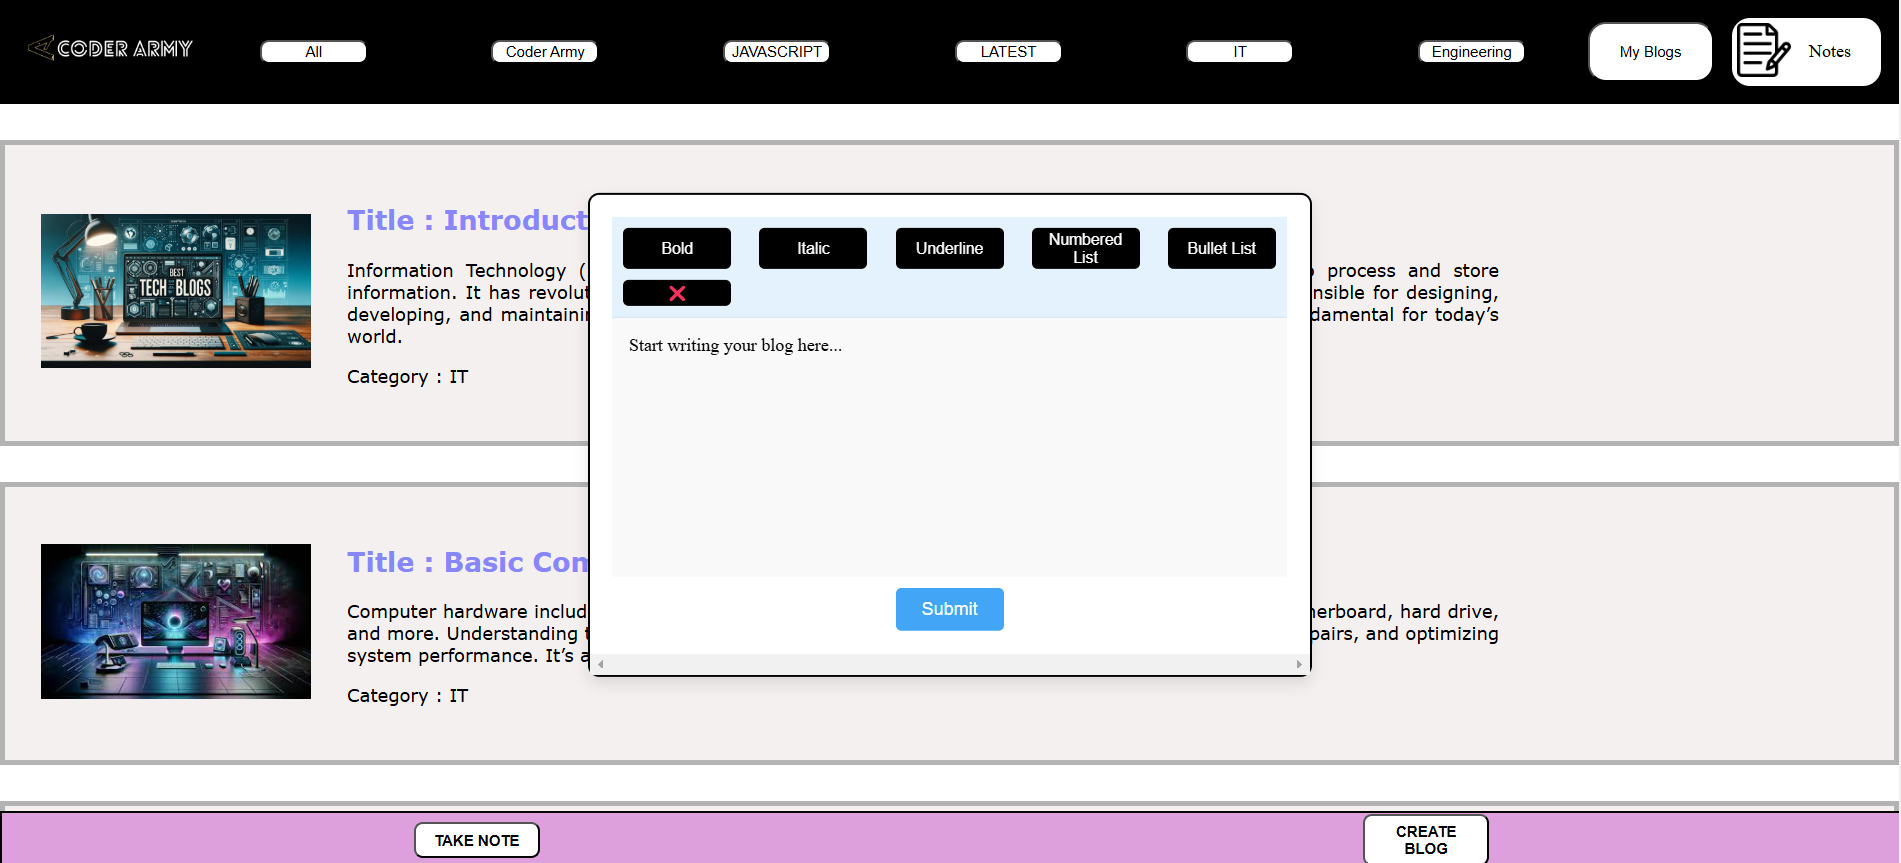 CODER ARMY
All
Coder Army
JAVASCRIPT
LATEST
IT
Engineering
My Blogs
Notes
BEST
TECH BLOGS
Title : Introduct
Information Technology (
process and store
information. It has revolut
nsible for designing,
developing, and maintainin
damental for today’s
world.
Category : IT
Bold
Italic
Underline
Numbered
List
Bullet List
Start writing your blog here...
Submit
Title : Basic Com
Computer hardware includ
herboard, hard drive,
and more. Understanding t
pairs, and optimizing
system performance. It’s a
Category : IT
TAKE NOTE
CREATE
BLOG